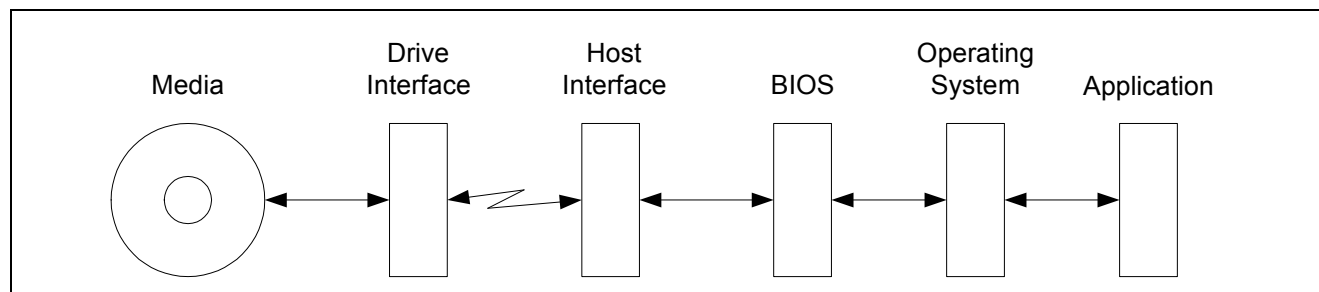 Media
Drive
Interface
Host
Interface
BIOS
Operating
System
Application